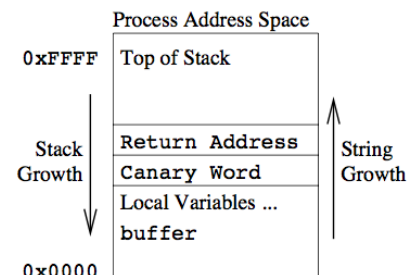 Process Address Space
0xFFFF
Top of Stack
Return Address
Canary Word
Local Variables ...
buffer
Stack
Growth
String
Growth
0x0000